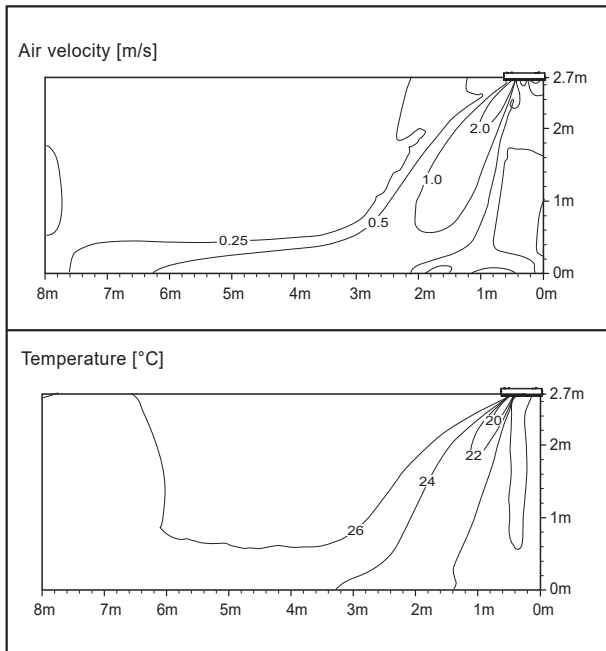 Air velocity [m/s]
2.7m
2.0
2m
1.0
1m
0.5
0.25
0m
8m 7m 6m 5m 4m 3m 2m 1m 0m
Temperature [°C]
2.7m
20
2m
22
24
26
1m
0m
8m 7m 6m 5m 4m 3m 2m 1m 0m